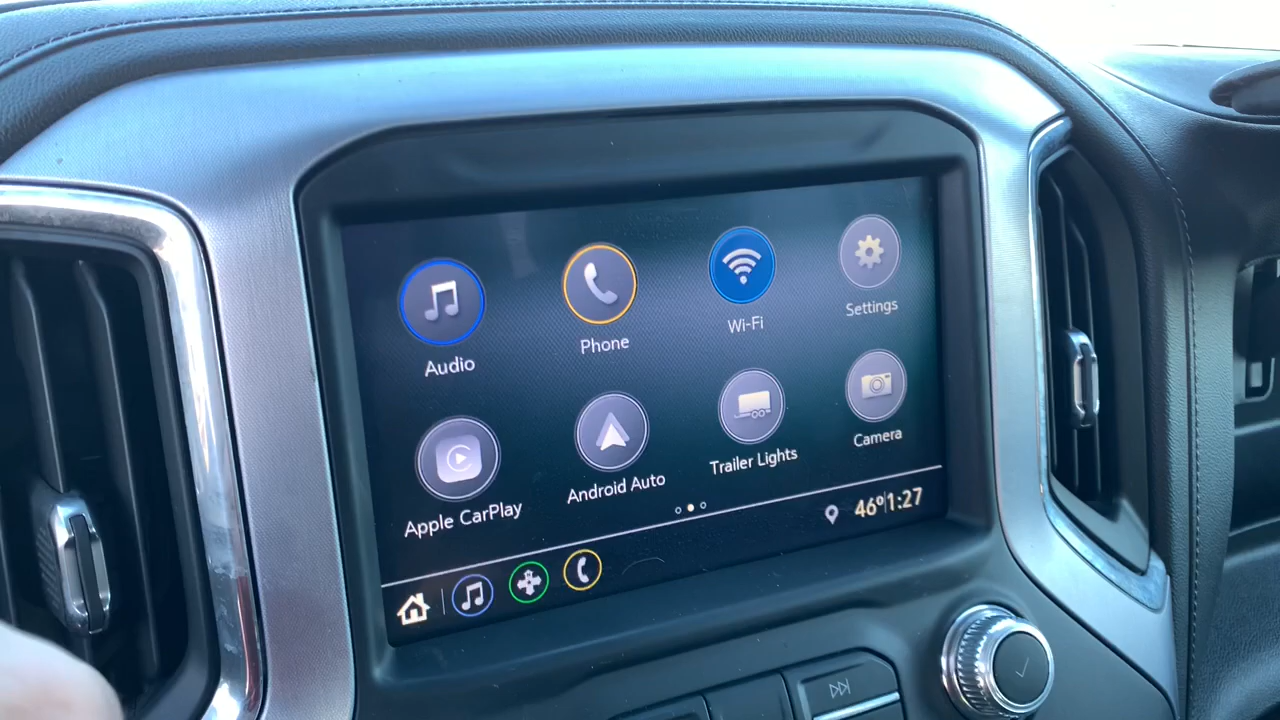 Audio
Phone
Wi-Fi
Settings
Apple CarPlay
Android Auto
Trailer Lights
Camera
46°
1:27